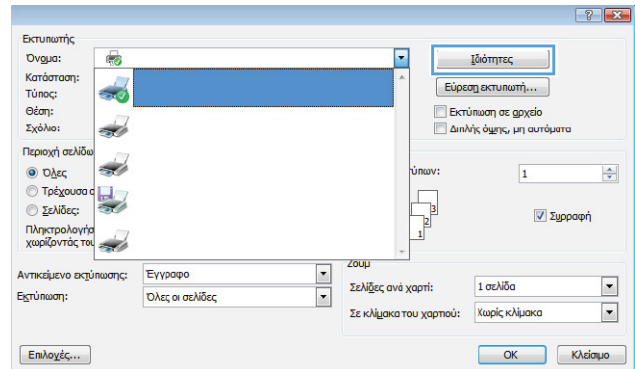 Εκτυπωτής
Όνομα:
Ιδιότητες
Κατάσταση:
Τύπος:
Εύρεση εκτυπωτή...
Θέση:
Εκτύπωση σε αρχείο
Σχόλιο:
Διπλής όψης, μη αυτόματα
Περιοχή σελίδω
ύπων:
1
Όλες
Τρέχουσα σ
Σελίδες:
3
2
1
Συρραφή
Πληκτρολογήσ
χωρίζοντάς του
Ζουμ
Αντικείμενο εκτύπωσης:
Έγγραφο
Σελίδες ανά χαρτί:
1 σελίδα
Εκτύπωση:
Όλες οι σελίδες
Σε κλίμακα του χαρτιού:
Χωρίς κλίμακα
Επιλογές...
OK
Κλείσιμο